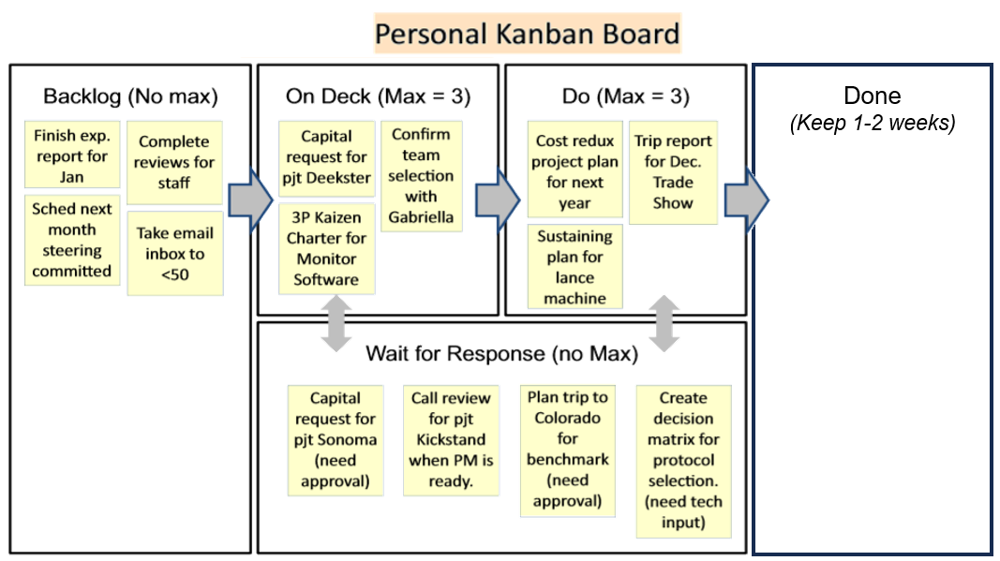 Personal Kanban Board
Backlog (No max)
Finish exp.
report for
Jan
Complete
reviews for
staff
Sched next
month
steering
committed
Take email
inbox to
<50
On Deck (Max = 3)
Capital
request for
pjt Deekster
Confirm
team
selection
with
Gabriella
3P Kaizen
Charter for
Monitor
Software
Do (Max = 3)
Cost redux
project plan
for next
year
Trip report
for Dec.
Trade
Show
Sustaining
plan for
lance
machine
Done
(Keep 1-2 weeks)
Wait for Response (no Max)
Capital
request for
pjt Sonoma
(need
approval)
Call review
for pjt
Kickstand
when PM is
ready.
Plan trip to
Colorado
for
benchmark
(need
approval)
Create
decision
matrix for
protocol
selection.
(need tech
input)